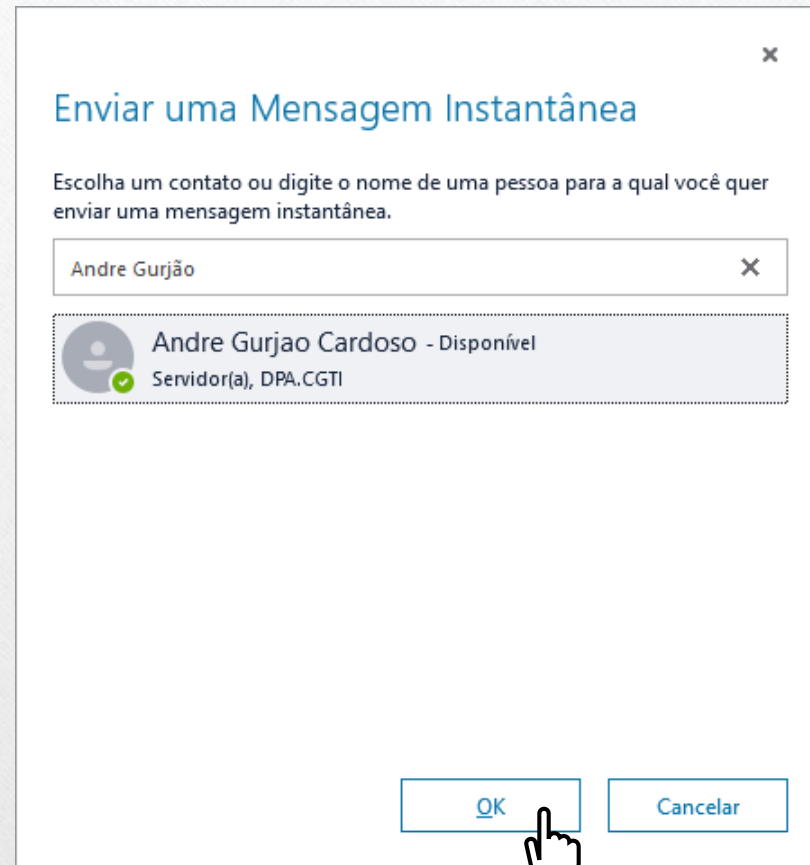 Enviar uma Mensagem Instantânea
Escolha um contato ou digite o nome de uma pessoa para a qual você quer
enviar uma mensagem instantânea.
Andre Gurjão
Andre Gurjao Cardoso - Disponível
Servidor(a), DPA.CGTI
OK
Cancelar